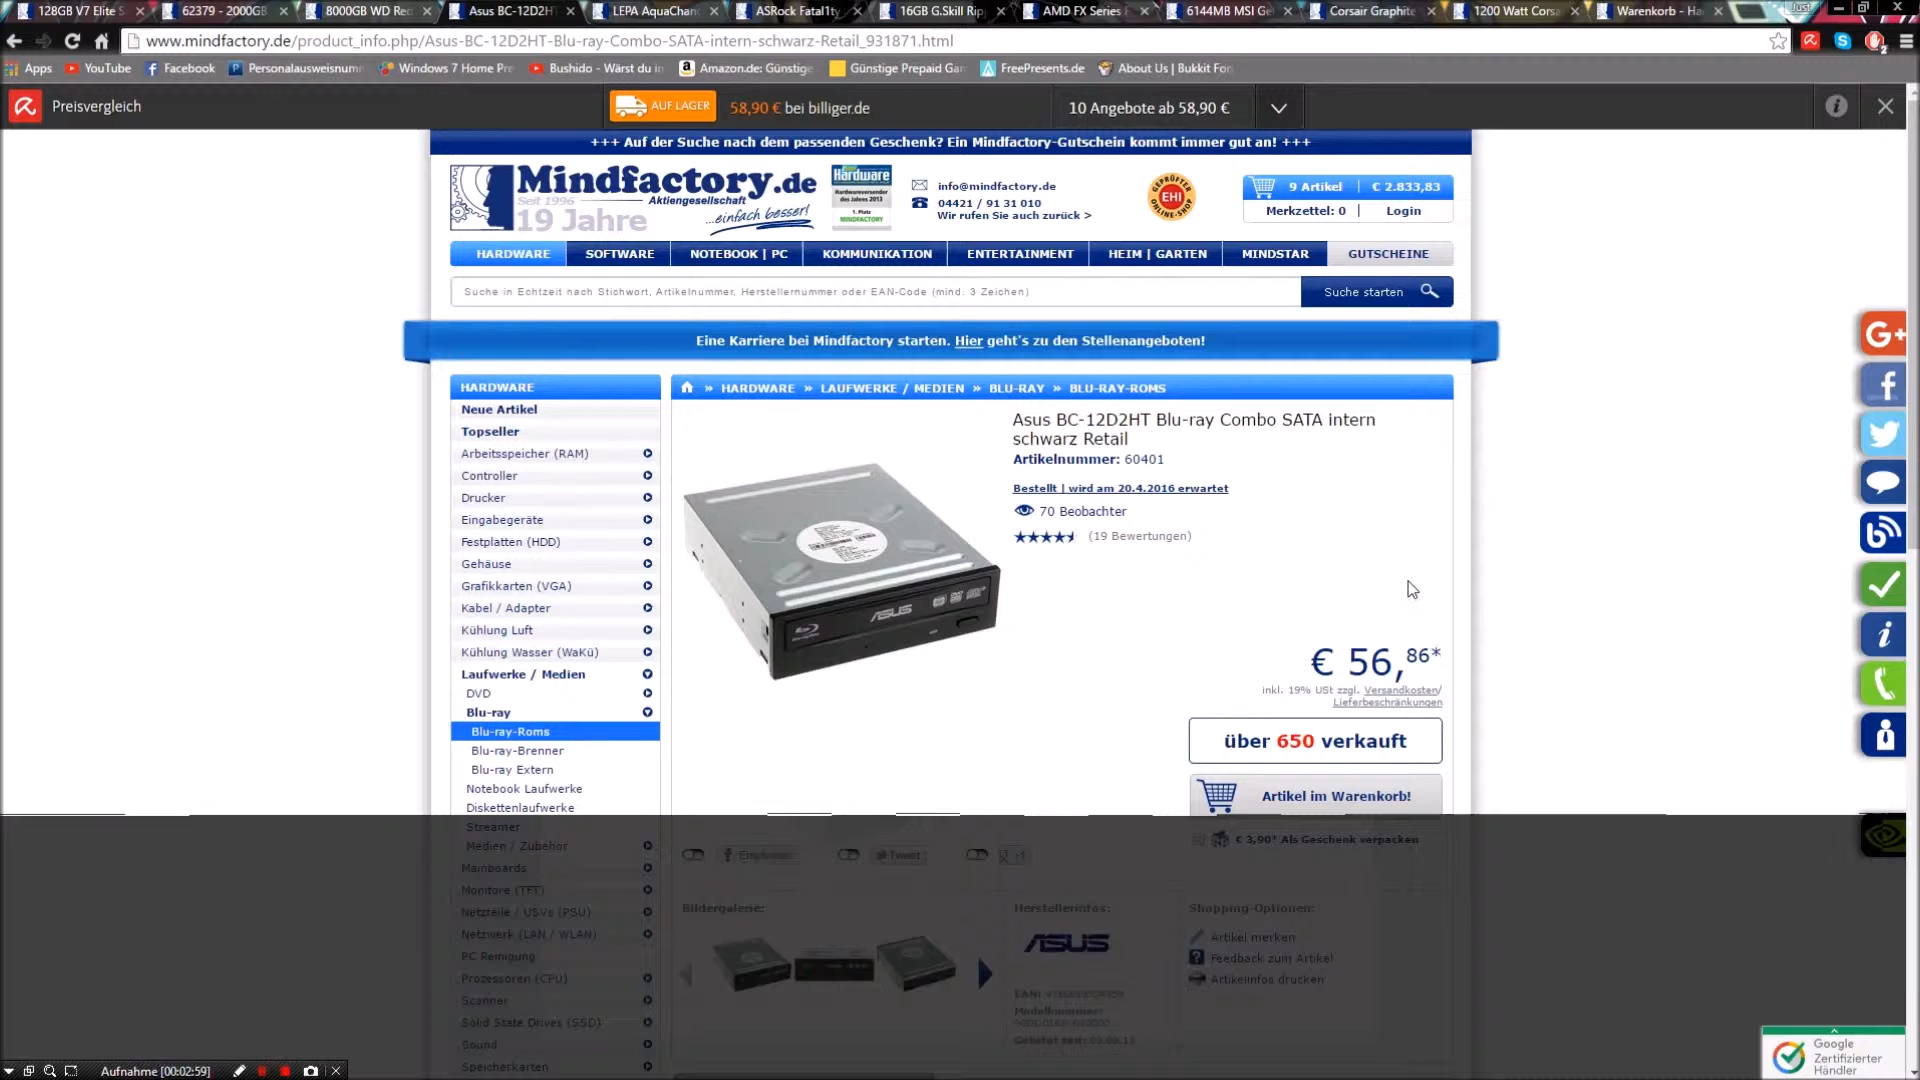 128GB V7 Elite S
62379 - 2000GB
8000GB WD Red
Asus BC-12D2HT
LEPA AquaChan
ASRock Fatal1ty
16GB G.Skill Rip
AMD FX Series
6144MB MSI Ge
Corsair Graphite
1200 Watt Corsa
Warenkorb - Ha
Just
www.mindfactory.de/product_info.php/Asus-BC-12D2HT-Blu-ray-Combo-SATA-intern-schwarz-Retail_931871.html
2
Apps
YouTube
Facebook
Personalausweisnum
Windows 7 Home Pre
Bushido - Wärst du in
Amazon.de: Günstige
Günstige Prepaid Gan
FreePresents.de
About Us | Bukkit For
Preisvergleich
AUF LAGER
58,90 € bei billiger.de
10 Angebote ab 58,90 €
+++ Auf der Suche nach dem passenden Geschenk? Ein Mindfactory-Gutschein kommt immer gut an! +++
Mindfactory.de
Seit 1996
Aktiengesellschaft
19 Jahre
...einfach besser!
Hardware
Hardwareversender
des Jahres 2013
1. Platz
MINDFACTORY
info@mindfactory.de
04421 / 91 31 010
Wir rufen Sie auch zurück >
GEPRÜFTER
EHI
ONLINE-SHOP
9 Artikel | € 2.833,83
Merkzettel: 0 | Login
HARDWARE
SOFTWARE
NOTEBOOK | PC
KOMMUNIKATION
ENTERTAINMENT
HEIM | GARTEN
MINDSTAR
GUTSCHEINE
Suche in Echtzeit nach Stichwort, Artikelnummer, Herstellernummer oder EAN-Code (mind. 3 Zeichen)
Suche starten
Eine Karriere bei Mindfactory starten. Hier geht's zu den Stellenangeboten!
HARDWARE
Neue Artikel
Topseller
Arbeitsspeicher (RAM)
Controller
Drucker
Eingabegeräte
Festplatten (HDD)
Gehäuse
Grafikkarten (VGA)
Kabel / Adapter
Kühlung Luft
Kühlung Wasser (WaKü)
Laufwerke / Medien
DVD
Blu-ray
Blu-ray-Roms
Blu-ray-Brenner
Blu-ray Extern
Notebook Laufwerke
Diskettenlaufwerke
Streamer
Medien / Zubehör
Mainboards
Monitore (TFT)
Netzteile / USVs (PSU)
Netzwerk (LAN / WLAN)
PC Reinigung
Prozessoren (CPU)
Scanner
Solid State Drives (SSD)
Sound
Speicherkarten
» HARDWARE » LAUFWERKE / MEDIEN » BLU-RAY » BLU-RAY-ROMS
ASUS
Asus BC-12D2HT Blu-ray Combo SATA intern
schwarz Retail
Artikelnummer: 60401
Bestellt | wird am 20.4.2016 erwartet
70 Beobachter
(19 Bewertungen)
€ 56,86*
inkl. 19% USt zzgl. Versandkosten/
Lieferbeschränkungen
über 650 verkauft
Artikel im Warenkorb!
€ 3,90* Als Geschenk verpacken
Empfehlen
Tweet
+1
Bildergalerie:
Herstellerinfos:
ASUS
EAN:
Modellnummer:
Gelistet seit:
Shopping-Optionen:
Artikel merken
Feedback zum Artikel
Artikelinfos drucken
G+
Google
Zertifizierter
Händler
Aufnahme [00:02:59]